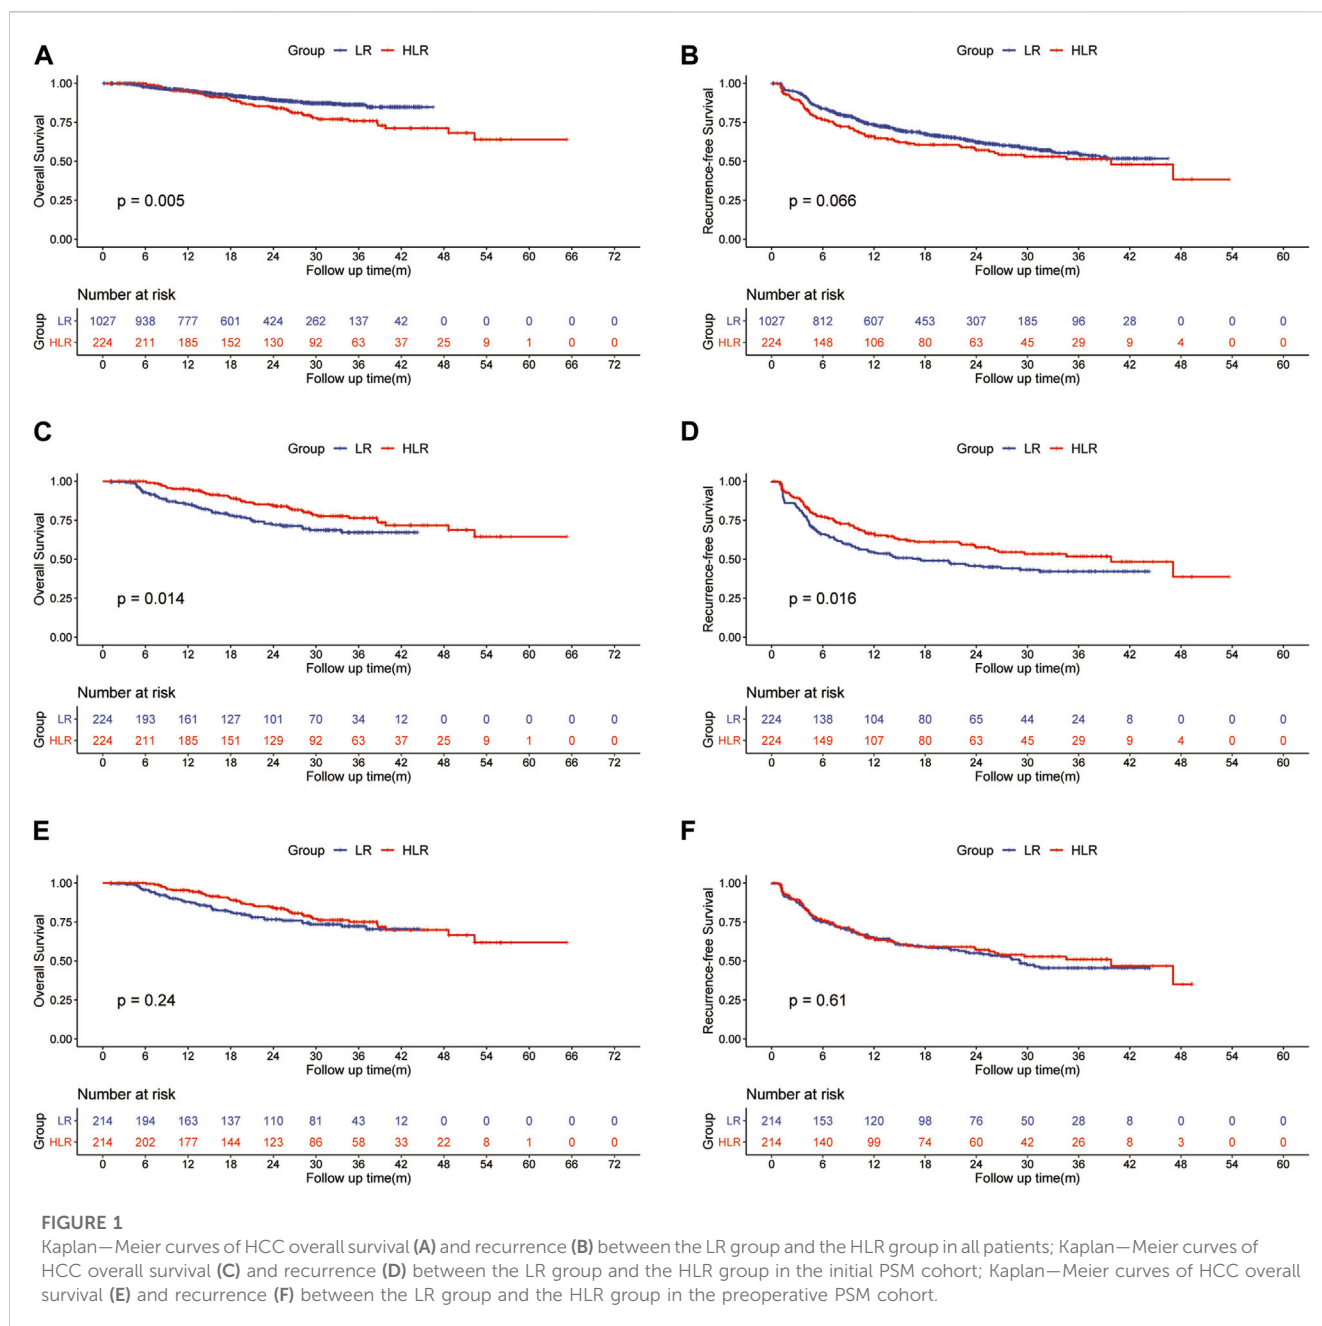 A
Group LR HLR
1.00
0.75
0.50
0.25
0.00
Overall Survival
p = 0.005
0 6 12 18 24 30 36 42 48 54 60 66 72
Follow up time(m)
Number at risk
Group
LR 1027 938 777 601 424 262 137 42 0 0 0 0 0
HLR 224 211 185 152 130 92 63 37 25 9 1 0 0
0 6 12 18 24 30 36 42 48 54 60 66 72
Follow up time(m)
B
Group LR HLR
1.00
0.75
0.50
0.25
0.00
Recurrence-free Survival
p = 0.066
0 6 12 18 24 30 36 42 48 54 60
Follow up time(m)
Number at risk
Group
LR 1027 812 607 453 307 185 96 28 0 0 0
HLR 224 148 106 80 63 45 29 9 4 0 0
0 6 12 18 24 30 36 42 48 54 60
Follow up time(m)
C
Group LR HLR
1.00
0.75
0.50
0.25
0.00
Overall Survival
p = 0.014
0 6 12 18 24 30 36 42 48 54 60 66 72
Follow up time(m)
Number at risk
Group
LR 224 193 161 127 101 70 34 12 0 0 0 0 0
HLR 224 211 185 151 129 92 63 37 25 9 1 0 0
0 6 12 18 24 30 36 42 48 54 60 66 72
Follow up time(m)
D
Group LR HLR
1.00
0.75
0.50
0.25
0.00
Recurrence-free Survival
p = 0.016
0 6 12 18 24 30 36 42 48 54 60
Follow up time(m)
Number at risk
Group
LR 224 138 104 80 65 44 24 8 0 0 0
HLR 224 149 107 80 63 45 29 9 4 0 0
0 6 12 18 24 30 36 42 48 54 60
Follow up time(m)
E
Group LR HLR
1.00
0.75
0.50
0.25
0.00
Overall Survival
p = 0.24
0 6 12 18 24 30 36 42 48 54 60 66 72
Follow up time(m)
Number at risk
Group
LR 214 194 163 137 110 81 43 12 0 0 0 0 0
HLR 214 202 177 144 123 86 58 33 22 8 1 0 0
0 6 12 18 24 30 36 42 48 54 60 66 72
Follow up time(m)
F
Group LR HLR
1.00
0.75
0.50
0.25
0.00
Recurrence-free Survival
p = 0.61
0 6 12 18 24 30 36 42 48 54 60
Follow up time(m)
Number at risk
Group
LR 214 153 120 98 76 50 28 8 0 0 0
HLR 214 140 99 74 60 42 26 8 3 0 0
0 6 12 18 24 30 36 42 48 54 60
Follow up time(m)
FIGURE 1
Kaplan—Meier curves of HCC overall survival (A) and recurrence (B) between the LR group and the HLR group in all patients; Kaplan—Meier curves of
HCC overall survival (C) and recurrence (D) between the LR group and the HLR group in the initial PSM cohort; Kaplan—Meier curves of HCC overall
survival (E) and recurrence (F) between the LR group and the HLR group in the preoperative PSM cohort.